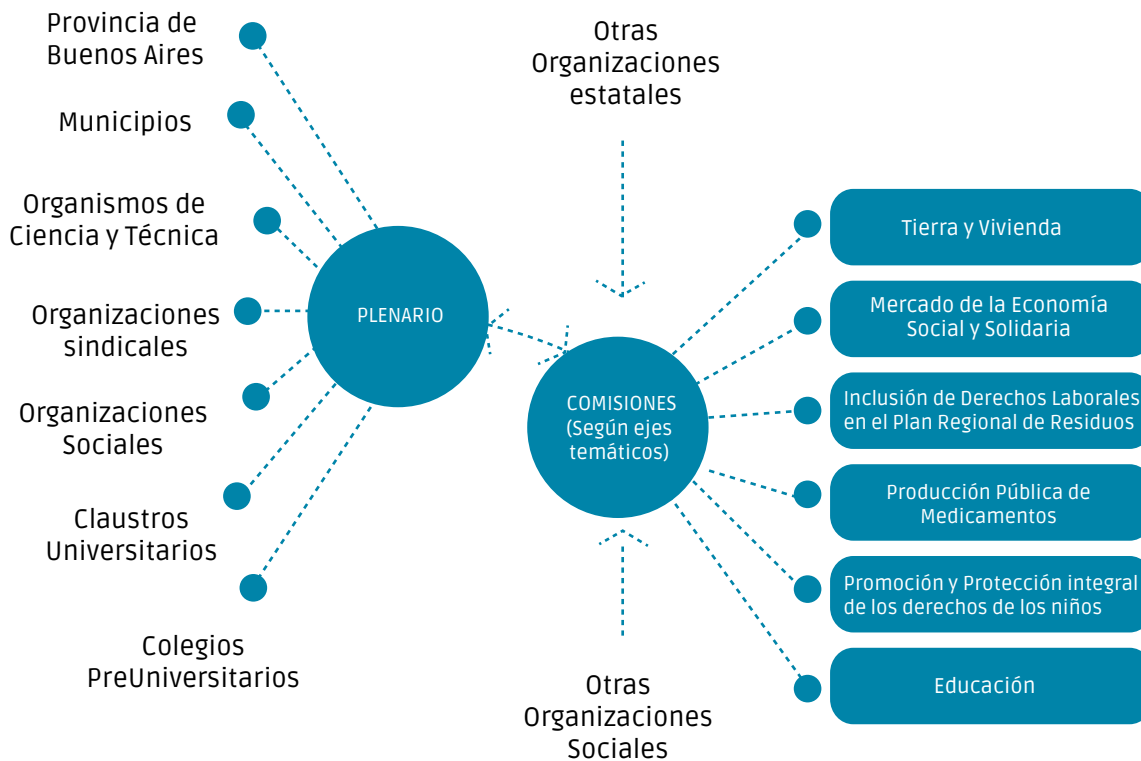 Provincia de
Buenos Aires
Municipios
Organismos de
Ciencia y Técnica
Organizaciones
sindicales
Organizaciones
Sociales
Claustros
Universitarios
Colegios
PreUniversitarios
PLENARIO
Otras
Organizaciones
estatales
COMISIONES
(Según ejes
temáticos)
Otras
Organizaciones
Sociales
Tierra y Vivienda
Mercado de la Economía
Social y Solidaria
Inclusión de Derechos Laborales
en el Plan Regional de Residuos
Producción Pública de
Medicamentos
Promoción y Protección integral
de los derechos de los niños
Educación